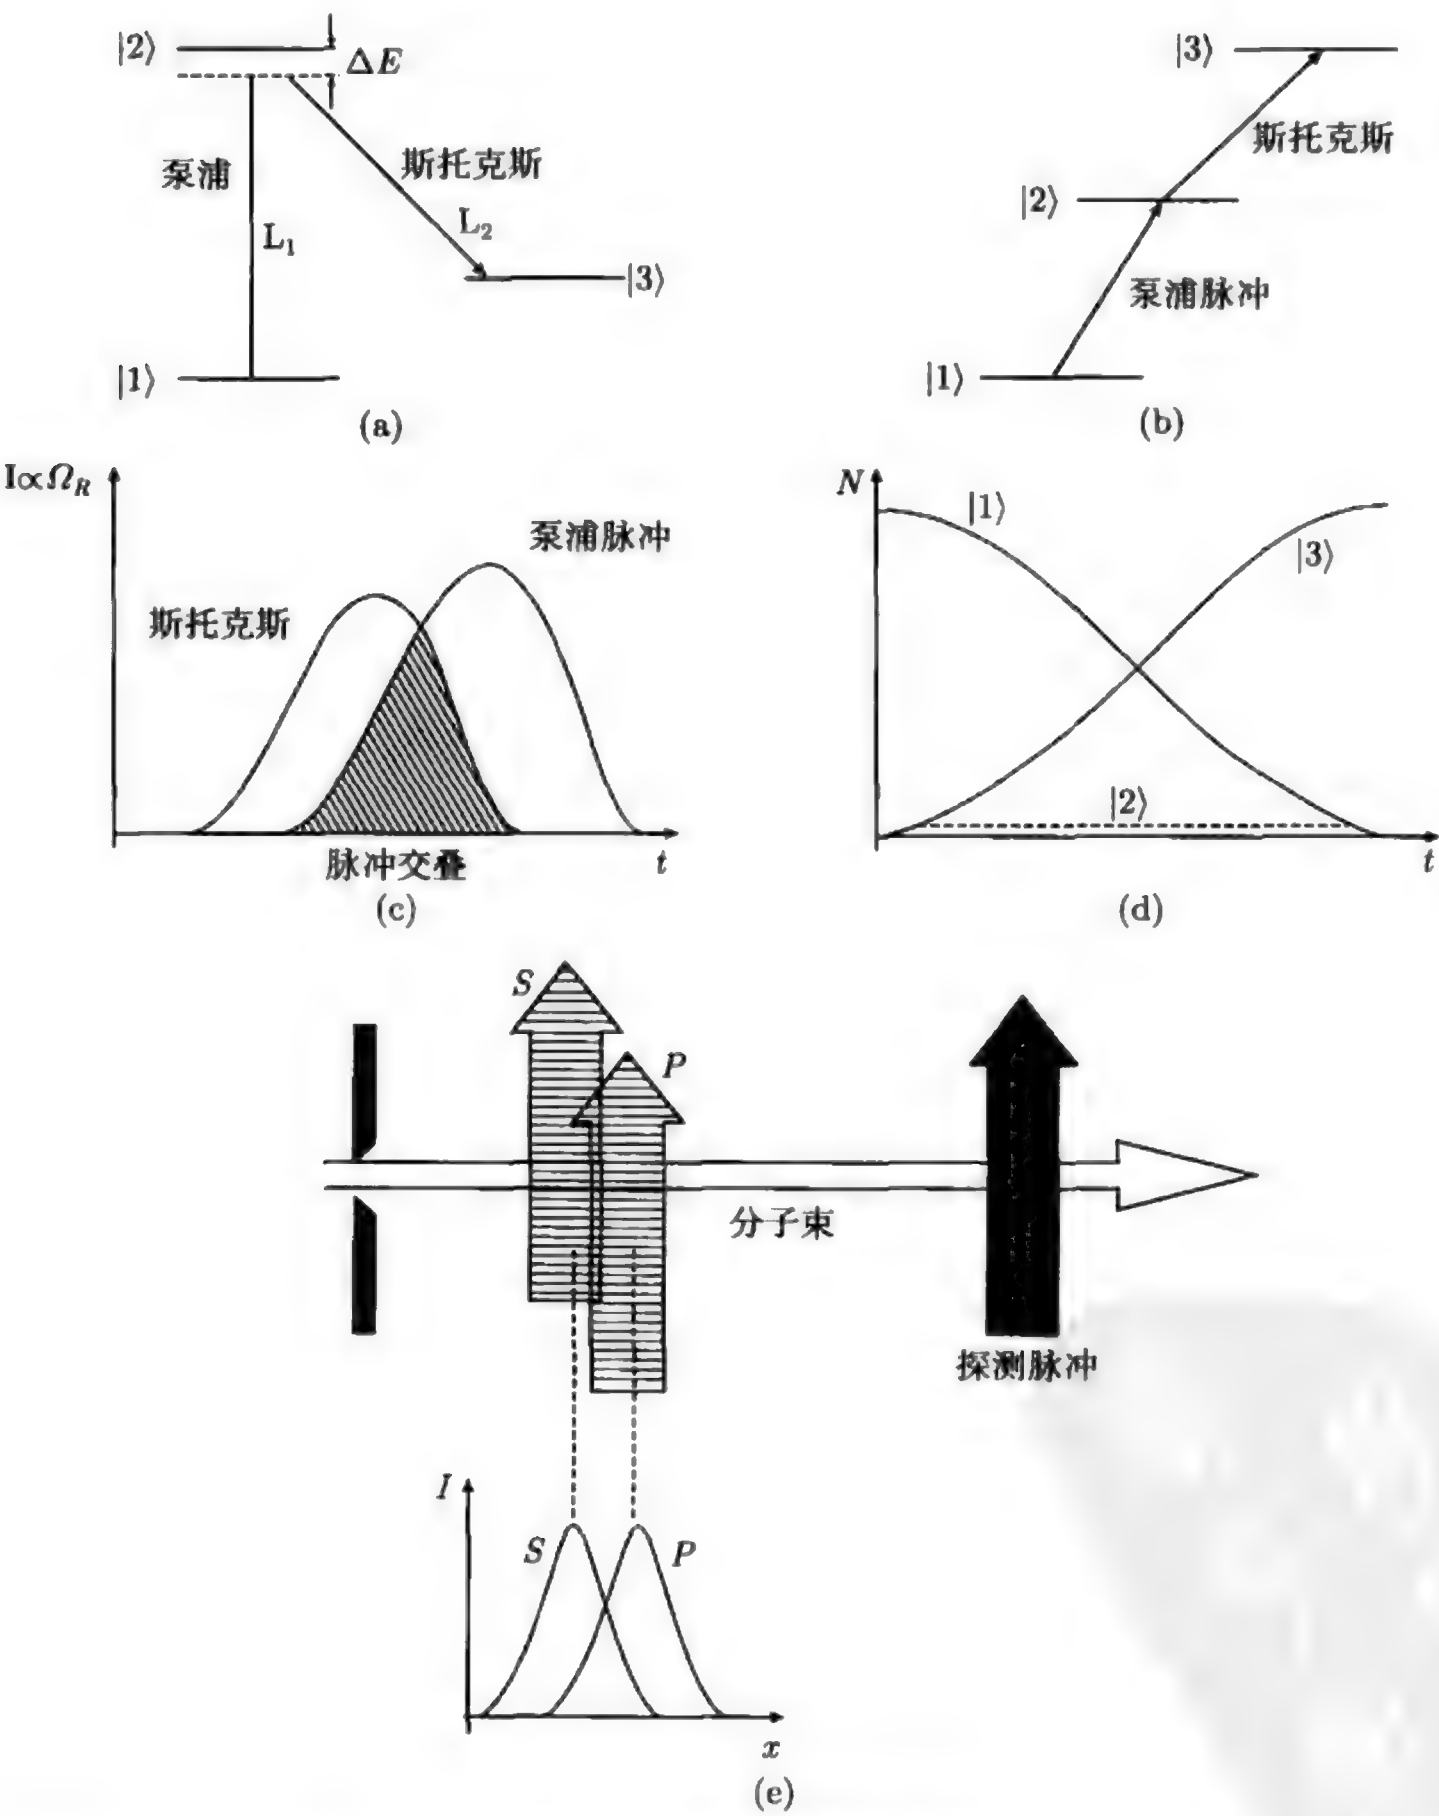 |2⟩
ΔE
泵浦
斯托克斯
L₁
L₂
|3⟩
|1⟩
(a)
|3⟩
斯托克斯
|2⟩
泵浦脉冲
|1⟩
(b)
I∝Ω_R
泵浦脉冲
斯托克斯
脉冲交叠
t
(c)
N
|1⟩
|3⟩
|2⟩
t
(d)
S
P
分子束
探测脉冲
I
S
P
x
(e)